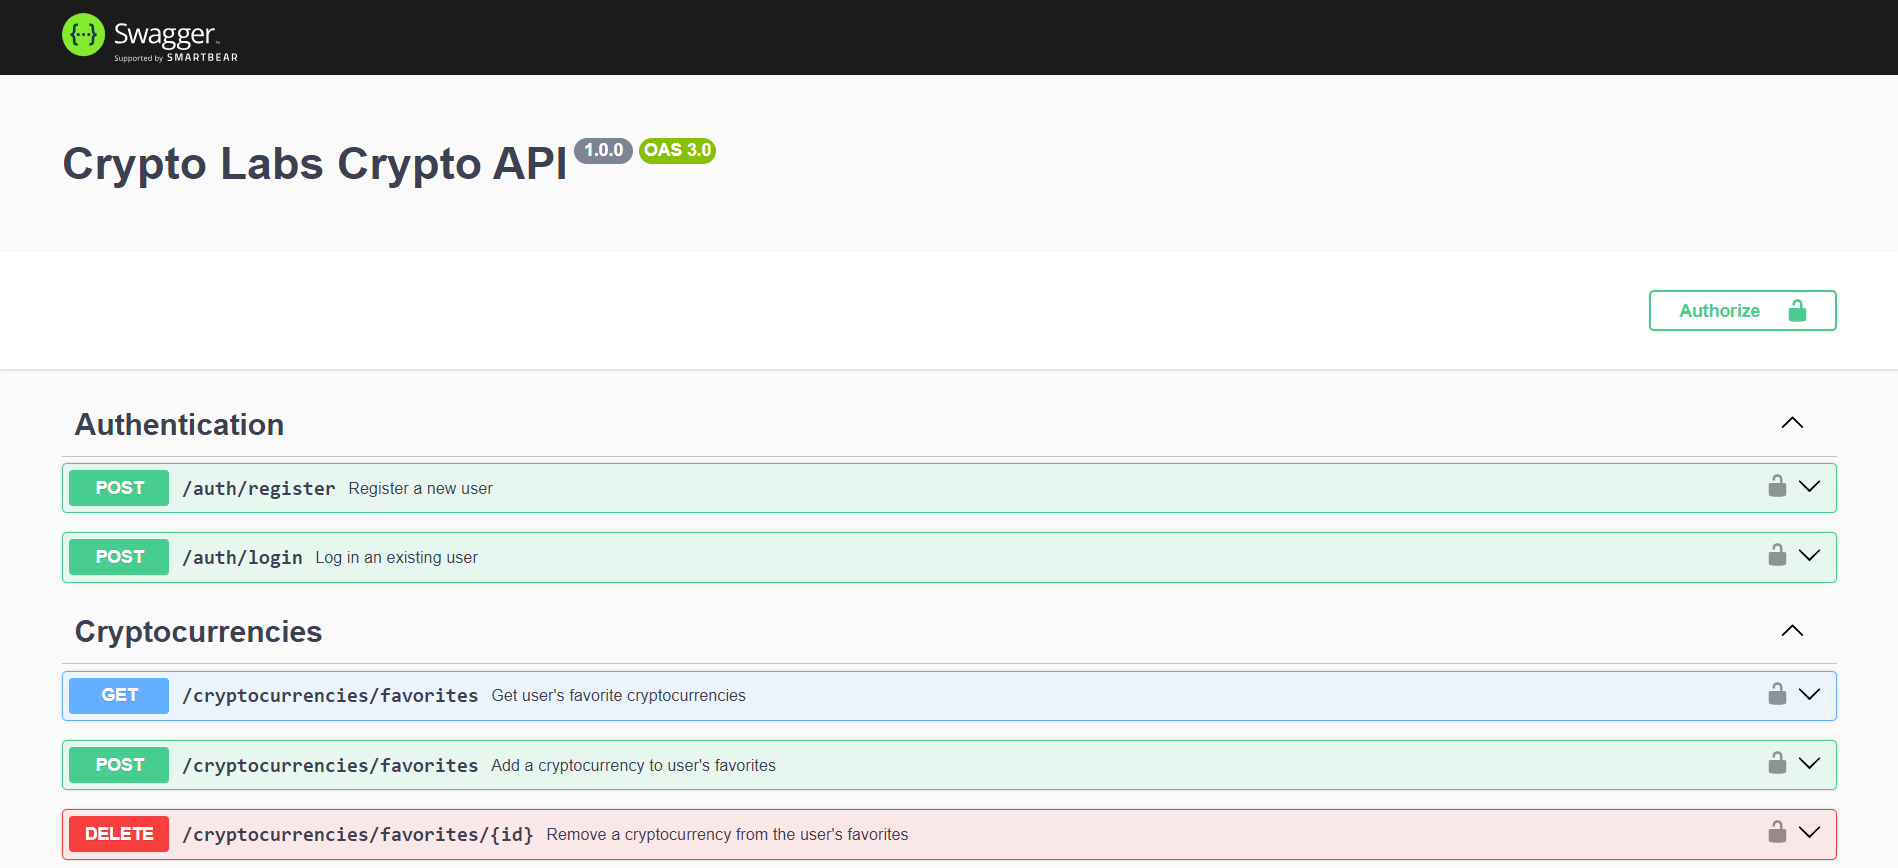 {···} Swagger™
Supported by SMARTBEAR
Crypto Labs Crypto API 1.0.0 OAS 3.0
Authorize
Authentication
POST /auth/register Register a new user
POST /auth/login Log in an existing user
Cryptocurrencies
GET /cryptocurrencies/favorites Get user's favorite cryptocurrencies
POST /cryptocurrencies/favorites Add a cryptocurrency to user's favorites
DELETE /cryptocurrencies/favorites/{id} Remove a cryptocurrency from the user's favorites